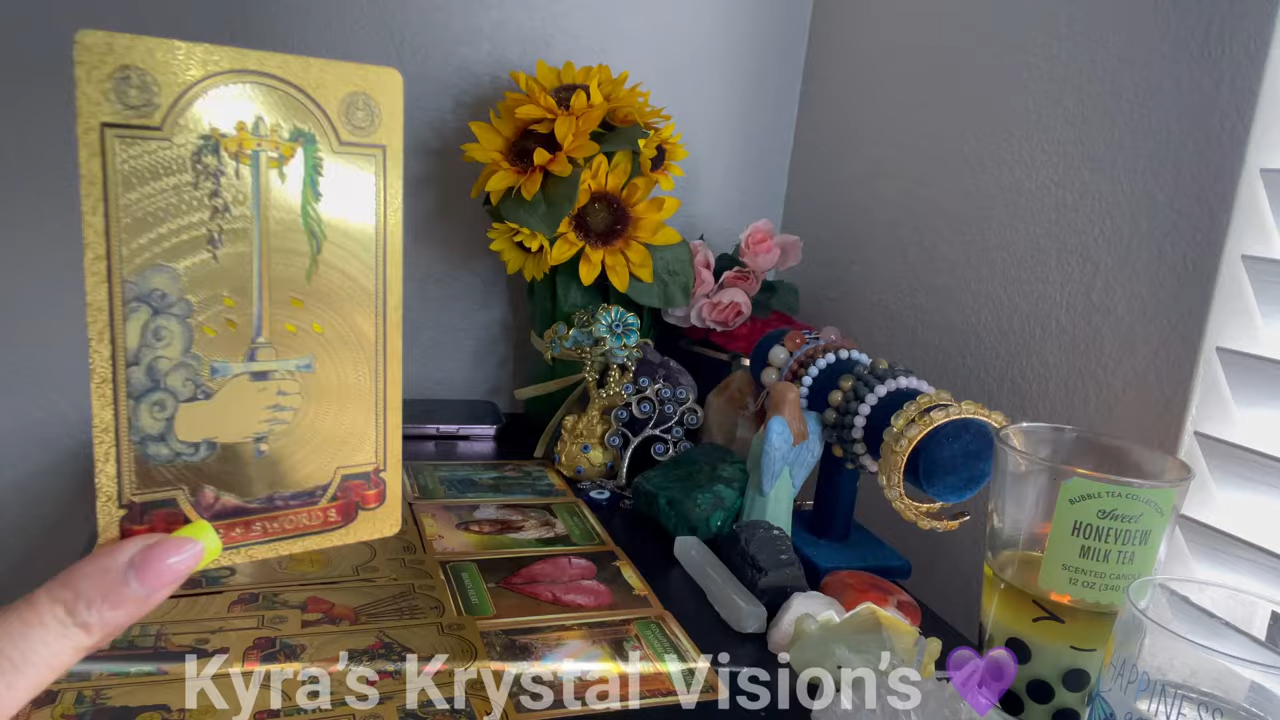 SWORDS
BUBBLE TEA COLLECTION
Sweet
HONEYDEW
MILK TEA
SCENTED CANDLE
12 OZ (340
HAPPINESS
Kyra's Krystal Vision's 💜